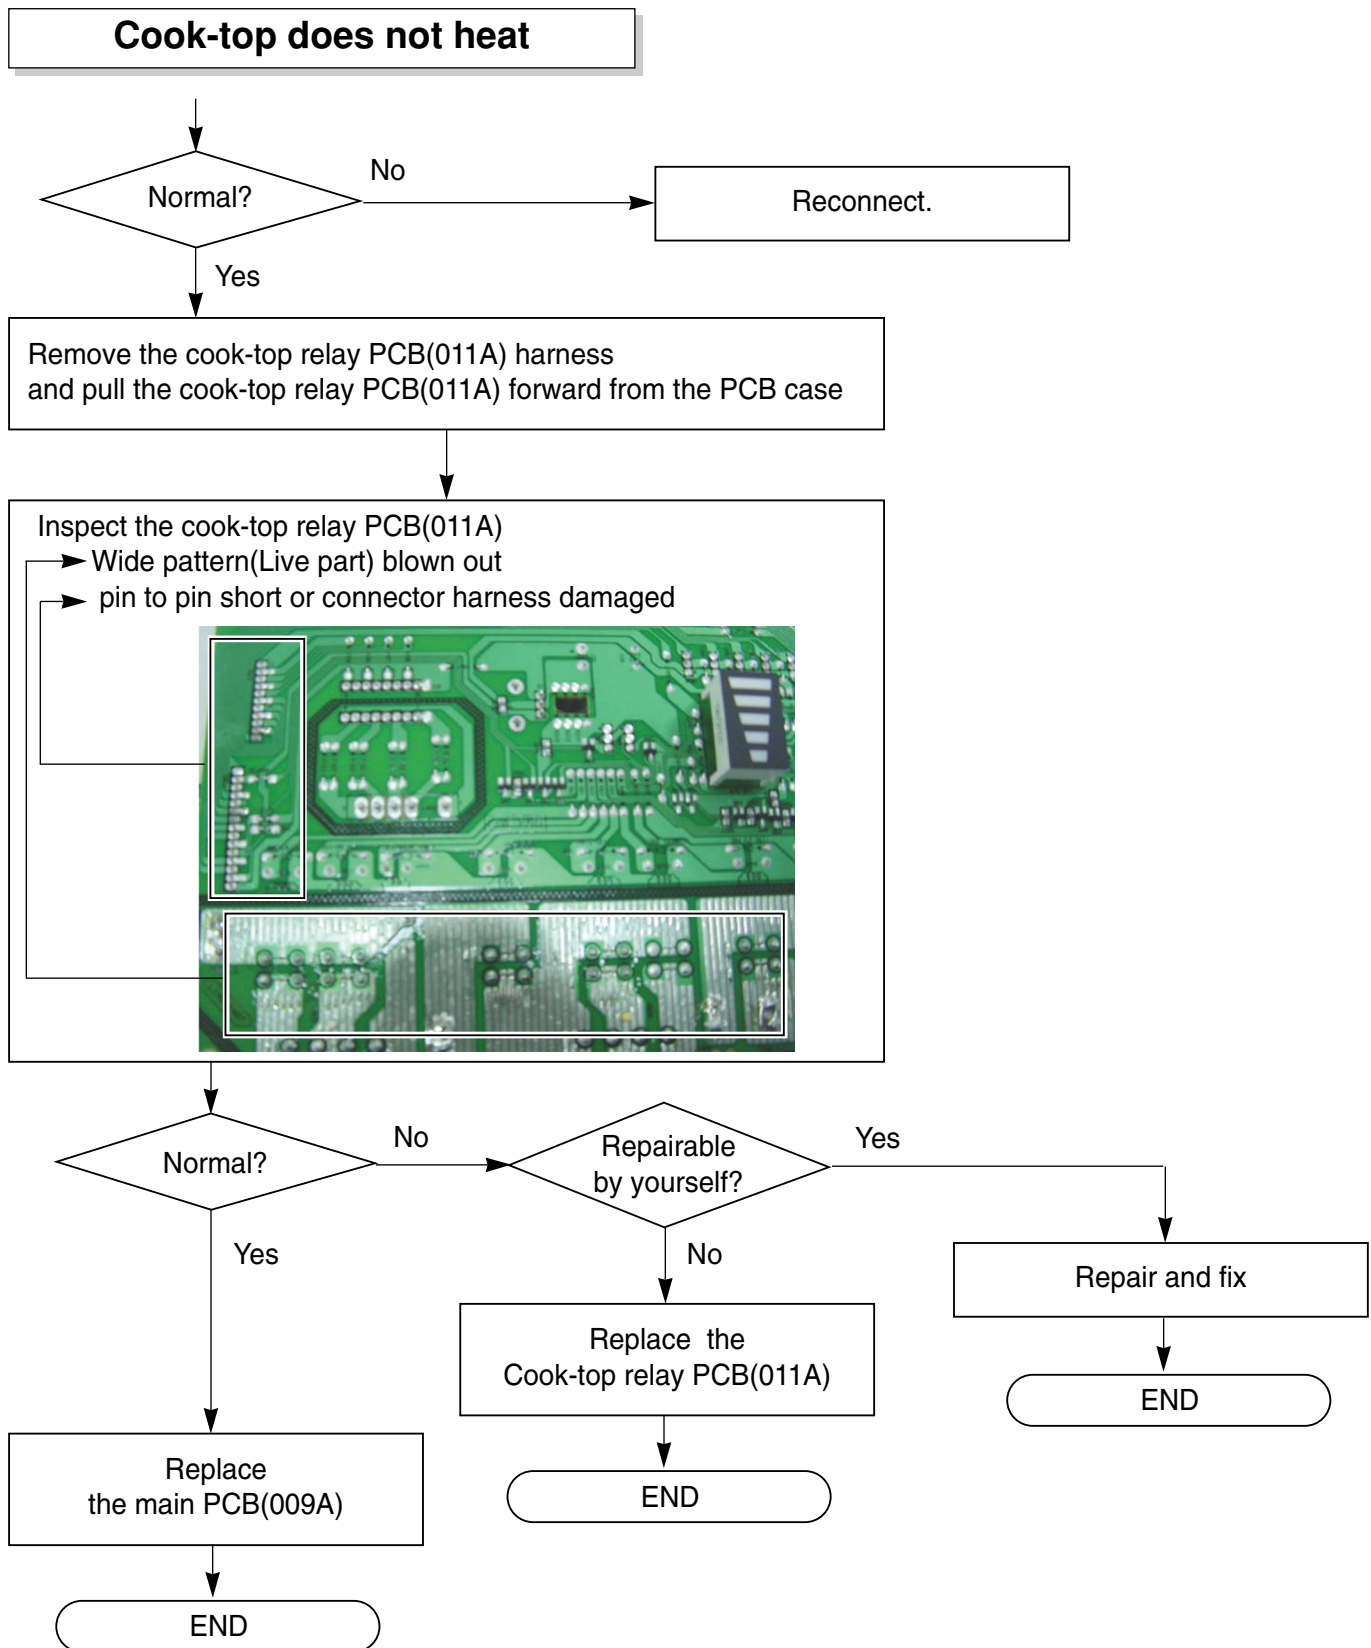 Cook-top does not heat
Normal?
No
Reconnect.
Yes
Remove the cook-top relay PCB(011A) harness
and pull the cook-top relay PCB(011A) forward from the PCB case
Inspect the cook-top relay PCB(011A)
Wide pattern(Live part) blown out
pin to pin short or connector harness damaged
Normal?
No
Repairable
by yourself?
Yes
Yes
No
Repair and fix
Replace the
Cook-top relay PCB(011A)
END
Replace
the main PCB(009A)
END
END